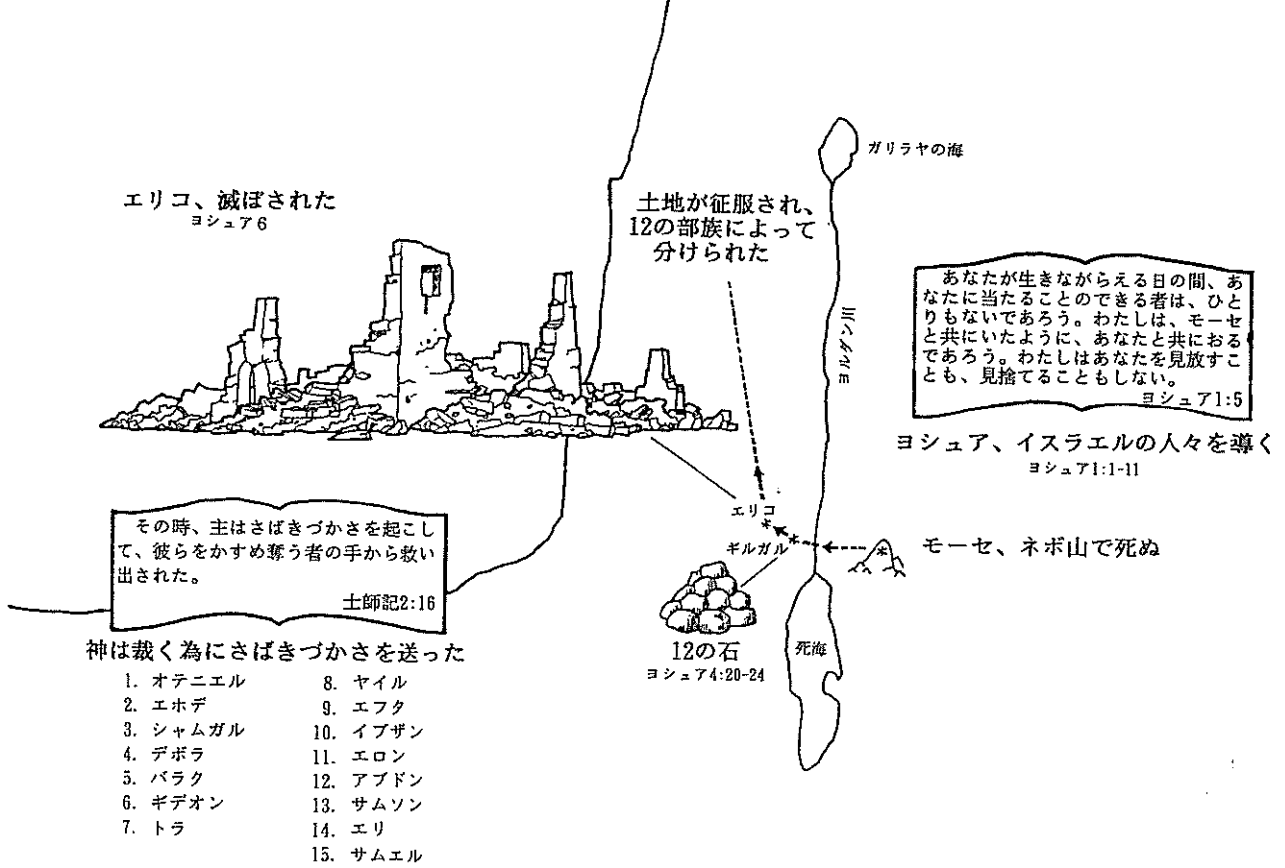 ガリラヤの海
エリコ、滅ぼされた
ヨシュア6
土地が征服され、
12の部族によって
分けられた
ヨルダン川
あなたが生きながらえる日の間、あ
なたに当たることのできる者は、ひと
りもないであろう。わたしは、モーセ
と共にいたように、あなたと共におる
であろう。わたしはあなたを見放すこ
とも、見捨てることもしない。
ヨシュア1:5
ヨシュア、イスラエルの人々を導く
ヨシュア1:1-11
エリコ
ギルガル
モーセ、ネボ山で死ぬ
その時、主はさばきづかさを起こし
て、彼らをかすめ奪う者の手から救い
出された。
士師記2:16
12の石
ヨシュア4:20-24
死海
神は裁く為にさばきづかさを送った
1. オテニエル
2. エホデ
3. シャムガル
4. デボラ
5. バラク
6. ギデオン
7. トラ
8. ヤイル
9. エフタ
10. イブザン
11. エロン
12. アブドン
13. サムソン
14. エリ
15. サムエル